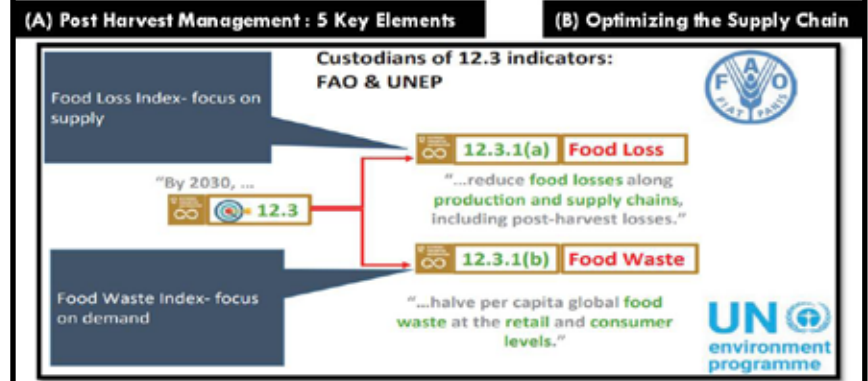 (A) Post Harvest Management : 5 Key Elements
(B) Optimizing the Supply Chain
Custodians of 12.3 indicators:
FAO & UNEP
Food Loss Index- focus on
supply
F A O
FIAT PANIS
12.3.1(a) Food Loss
"By 2030, ...
12.3
"...reduce food losses along
production and supply chains,
including post-harvest losses."
12.3.1(b) Food Waste
Food Waste Index- focus
on demand
"...halve per capita global food
waste at the retail and consumer
levels."
UN
environment
programme